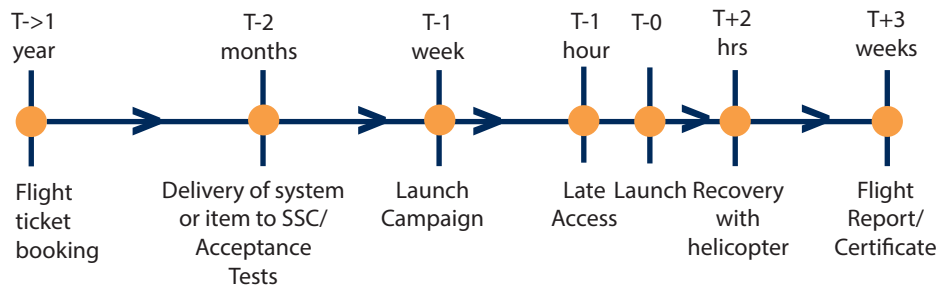 T->1
year
T-2
months
T-1
week
T-1
hour
T-0
T+2
hrs
T+3
weeks
Flight
ticket
booking
Delivery of system
or item to SSC/
Acceptance
Tests
Launch
Campaign
Late
Access
Launch
Recovery
with
helicopter
Flight
Report/
Certificate